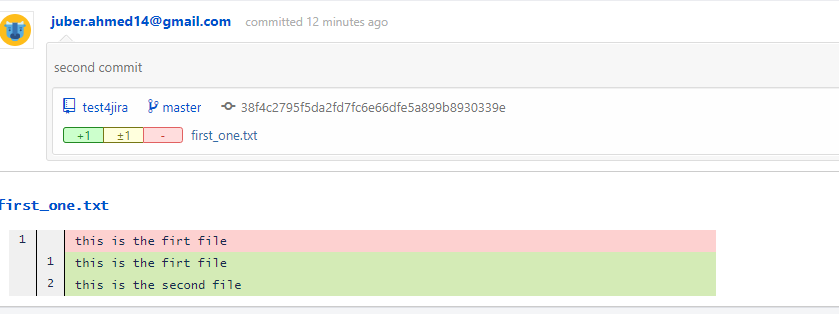 juber.ahmed14@gmail.com committed 12 minutes ago
second commit
test4jira master 38f4c2795f5da2fd7fc6e66dfe5a899b8930339e
+1 ±1 - first_one.txt
first_one.txt
1 this is the firt file
1 this is the firt file
2 this is the second file